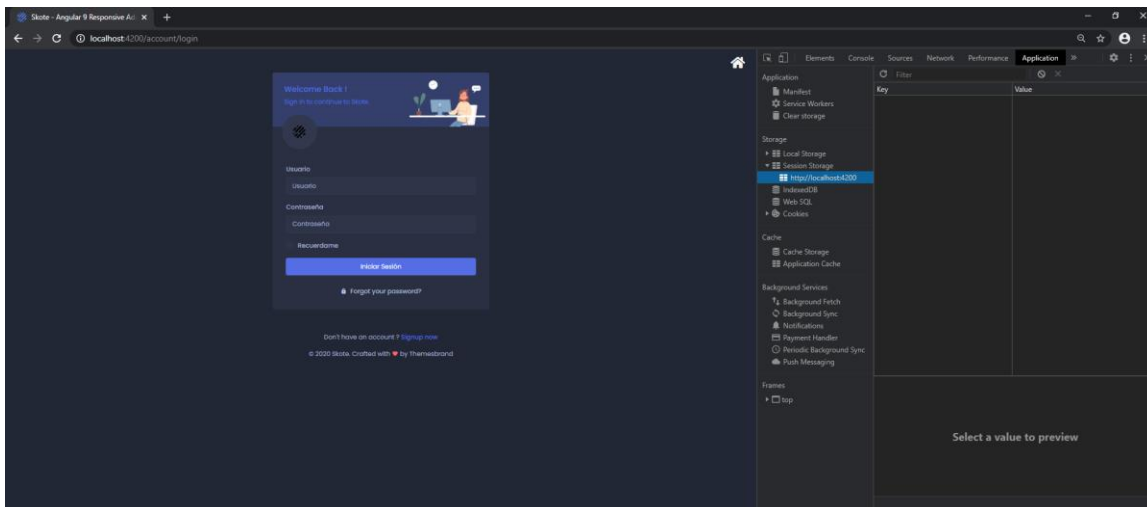 Skote - Angular 9 Responsive Ad
localhost:4200/account/login
Welcome Back !
Sign in to continue to Skote.
Usuario
Usuario
Contraseña
Contraseña
Recuerdame
Iniciar Sesión
Forgot your password?
Don't have an account ? Signup now
© 2020 Skote. Crafted with by Themesbrand
Elements Console Sources Network Performance Application
Application
Manifest
Service Workers
Clear storage
Storage
Local Storage
Session Storage
http://localhost:4200
IndexedDB
Web SQL
Cookies
Cache
Cache Storage
Application Cache
Background Services
Background Fetch
Background Sync
Notifications
Payment Handler
Periodic Background Sync
Push Messaging
Frames
top
Filter
Key Value
Select a value to preview